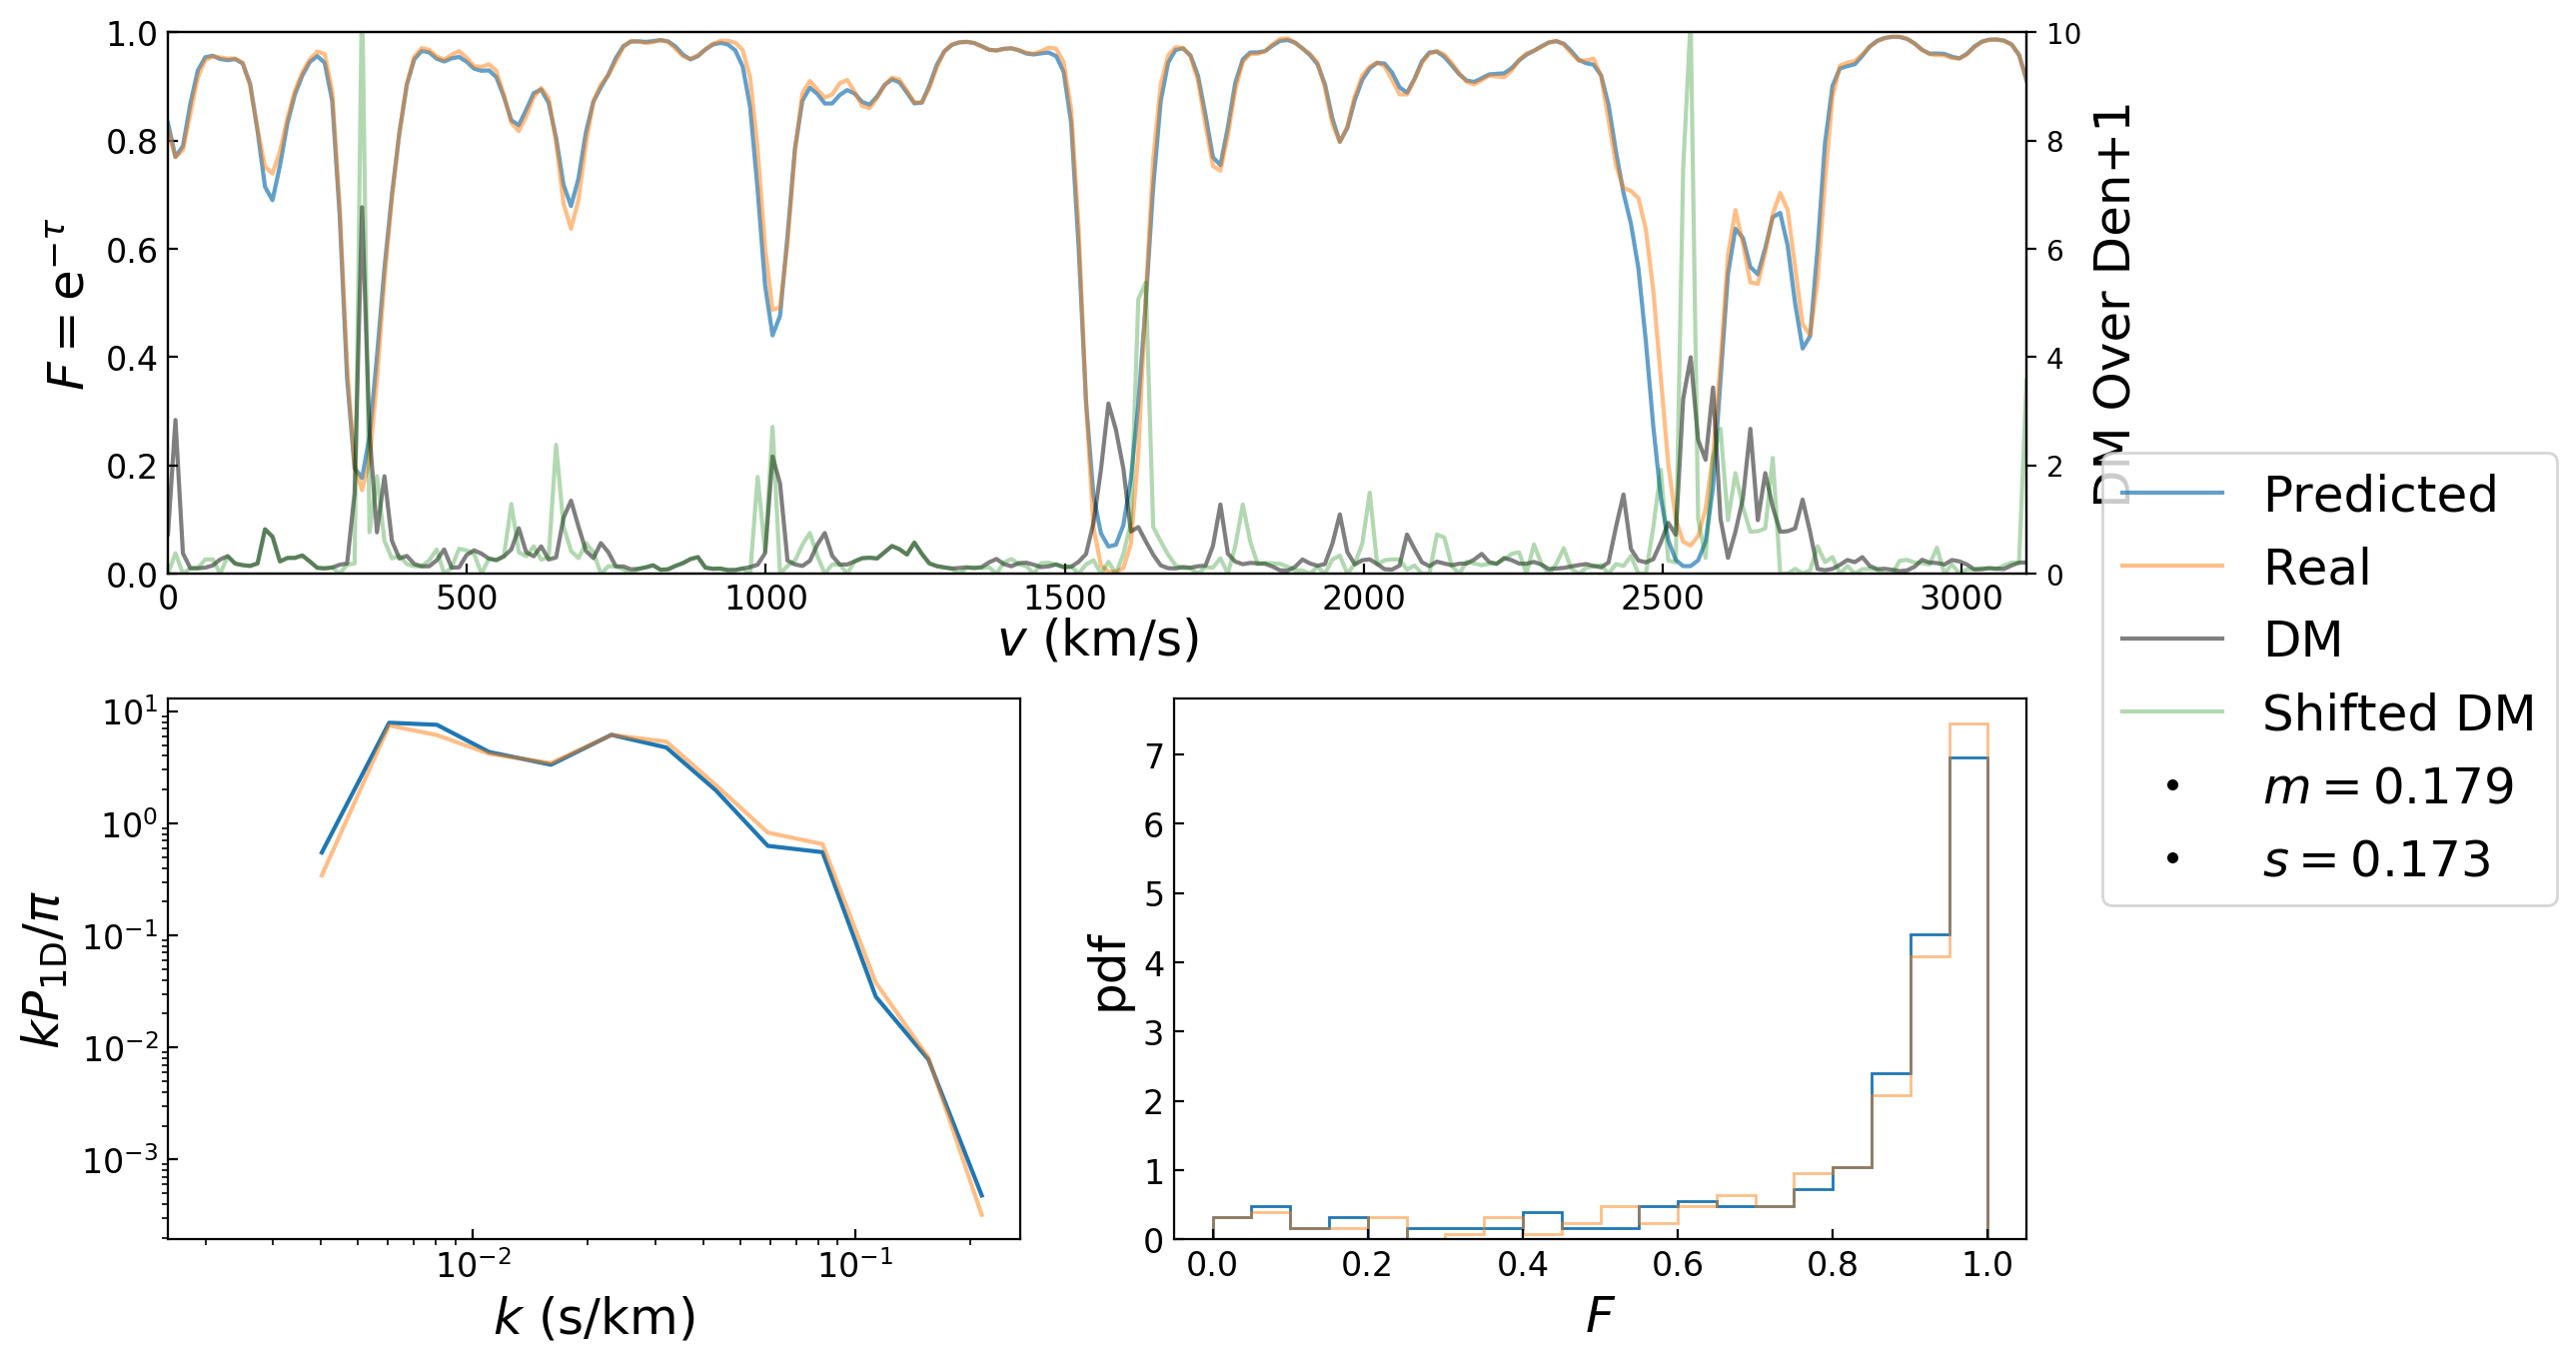 1.0
0.8
0.6
0.4
0.2
0.0
F = e^{−τ}
10
8
6
4
2
0
DM Over Den+1
0 500 1000 1500 2000 2500 3000
v (km/s)
Predicted
Real
DM
Shifted DM
m = 0.179
s = 0.173
10^1
10^0
10^{−1}
10^{−2}
10^{−3}
kP_{1D}/π
10^{−2} 10^{−1}
k (s/km)
7
6
5
4
3
2
1
0
pdf
0.0 0.2 0.4 0.6 0.8 1.0
F